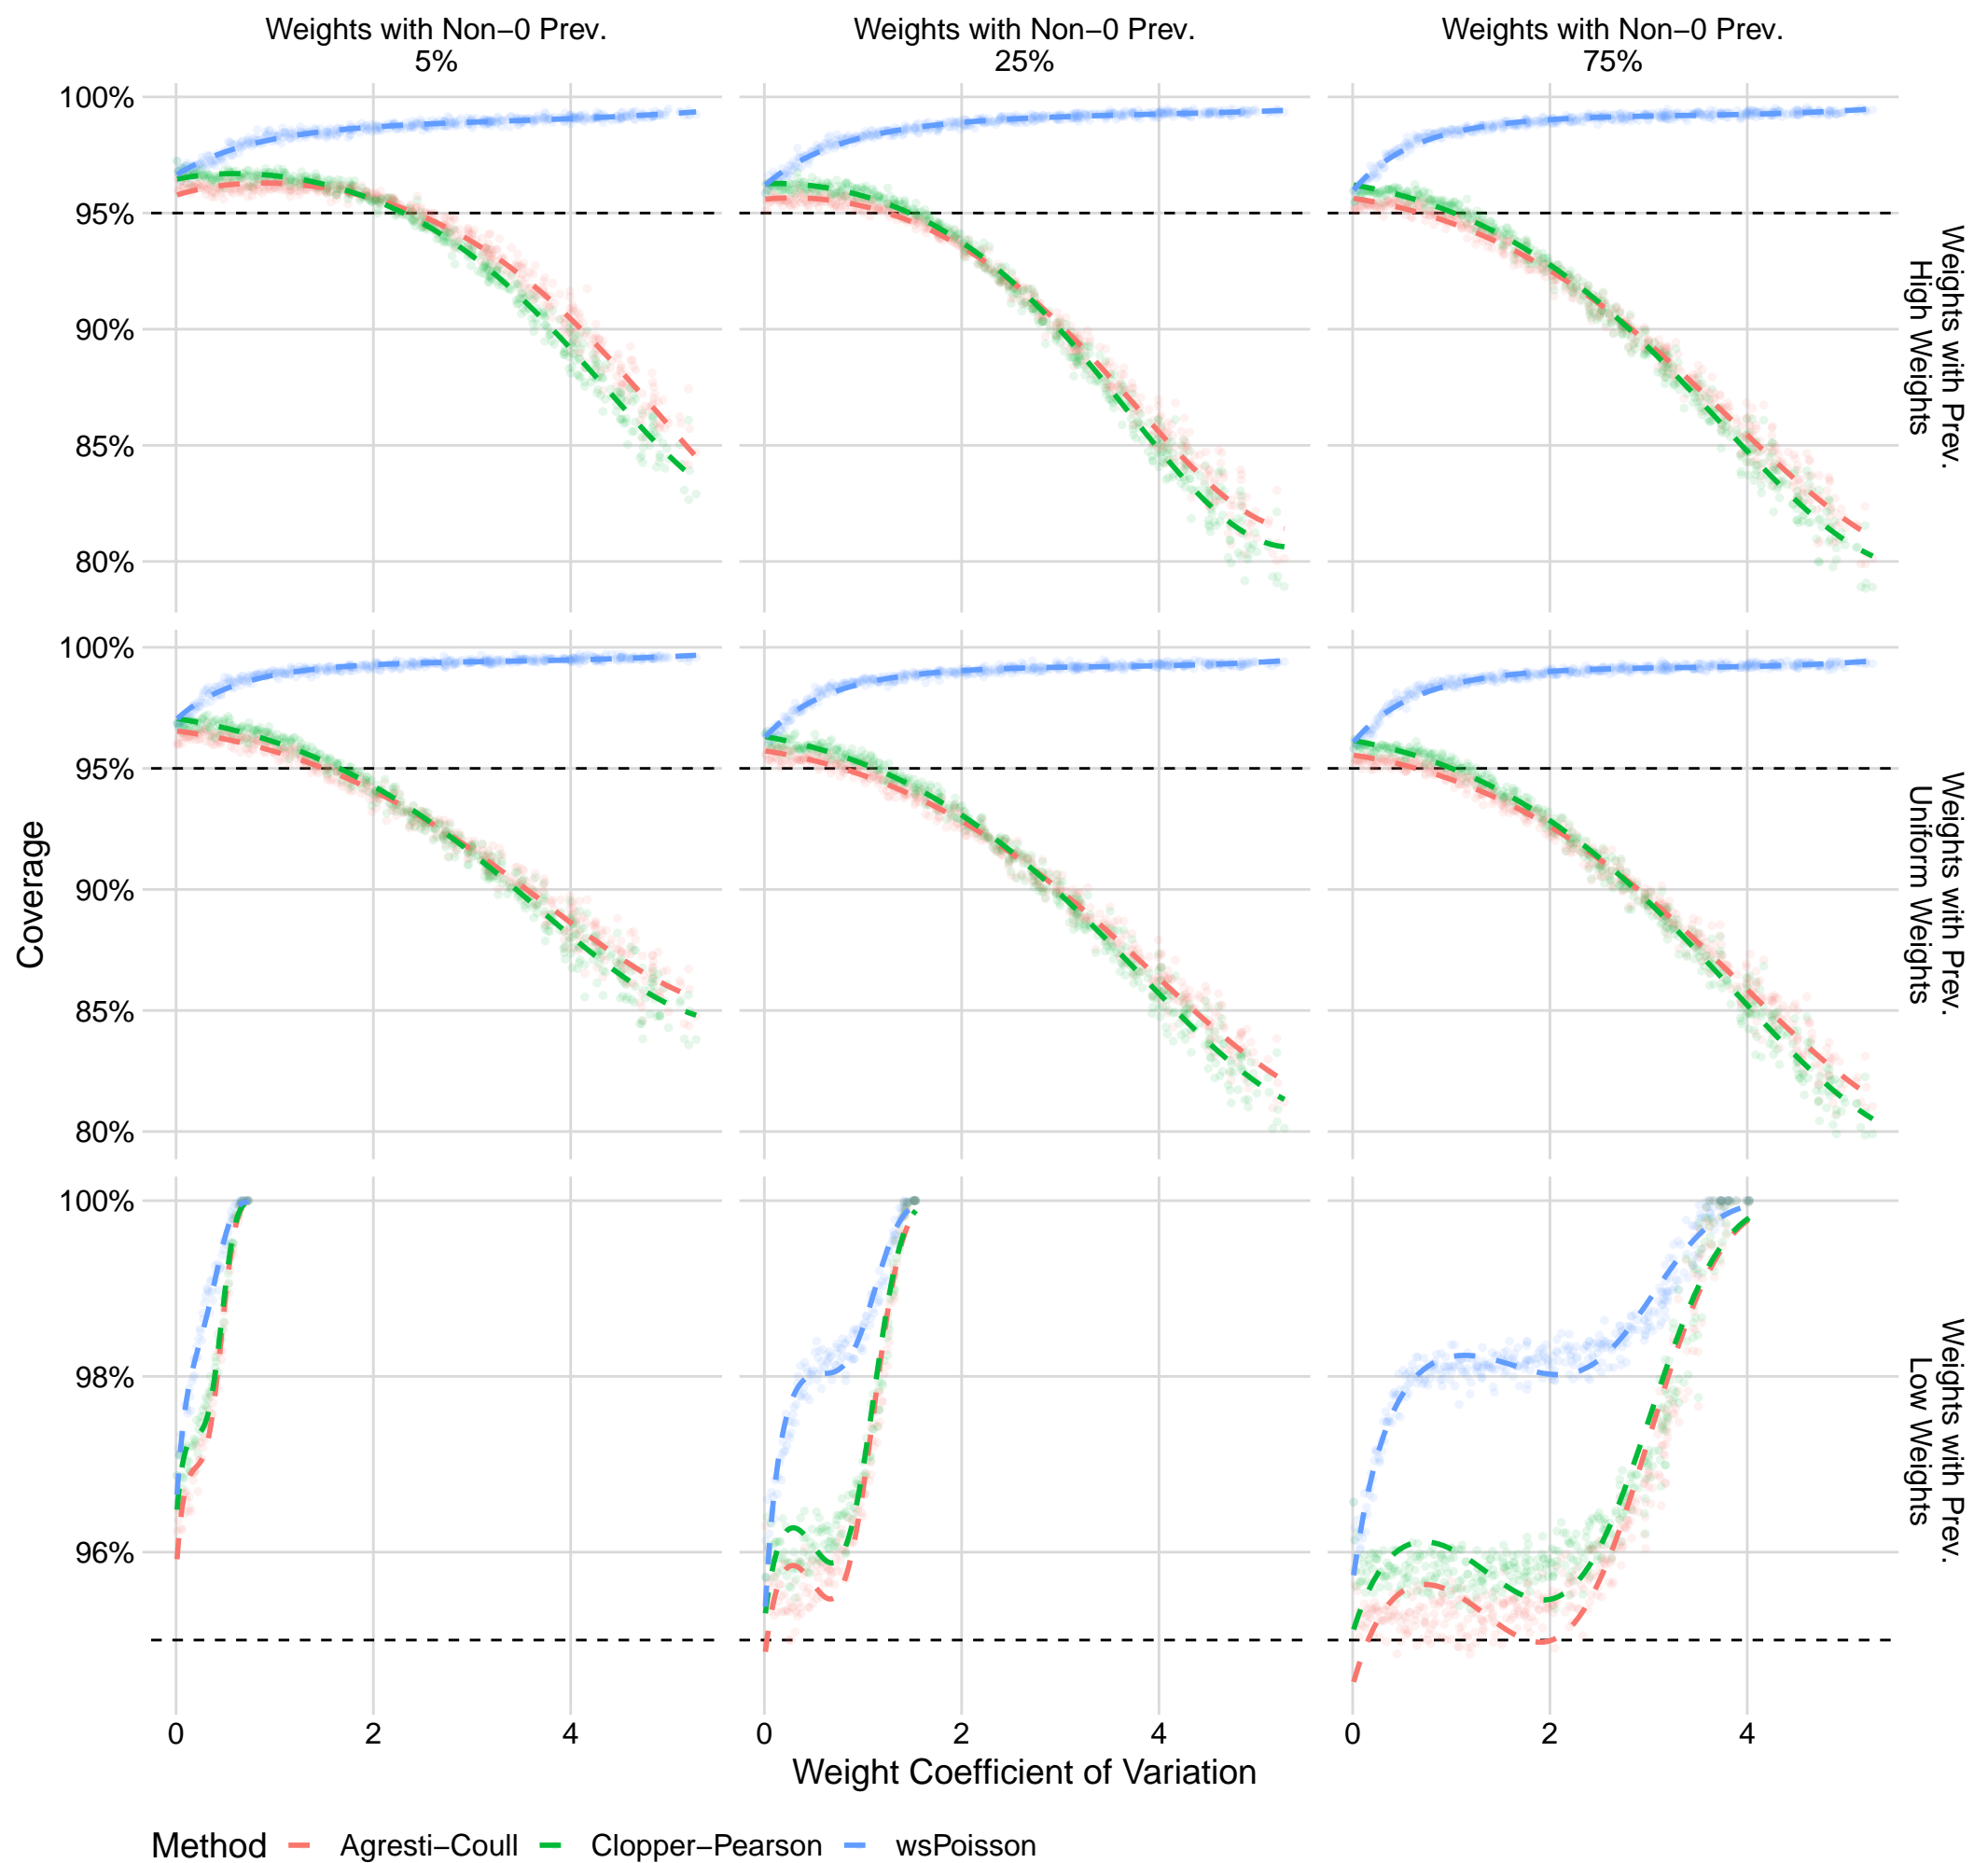 Weights with Non−0 Prev.
5%
Weights with Non−0 Prev.
25%
Weights with Non−0 Prev.
75%
100%
95%
90%
85%
80%
Weights with Prev.
High Weights
100%
95%
90%
85%
80%
Weights with Prev.
Uniform Weights
100%
98%
96%
Weights with Prev.
Low Weights
Coverage
0 2 4
0 2 4
0 2 4
Weight Coefficient of Variation
Method Agresti−Coull Clopper−Pearson wsPoisson